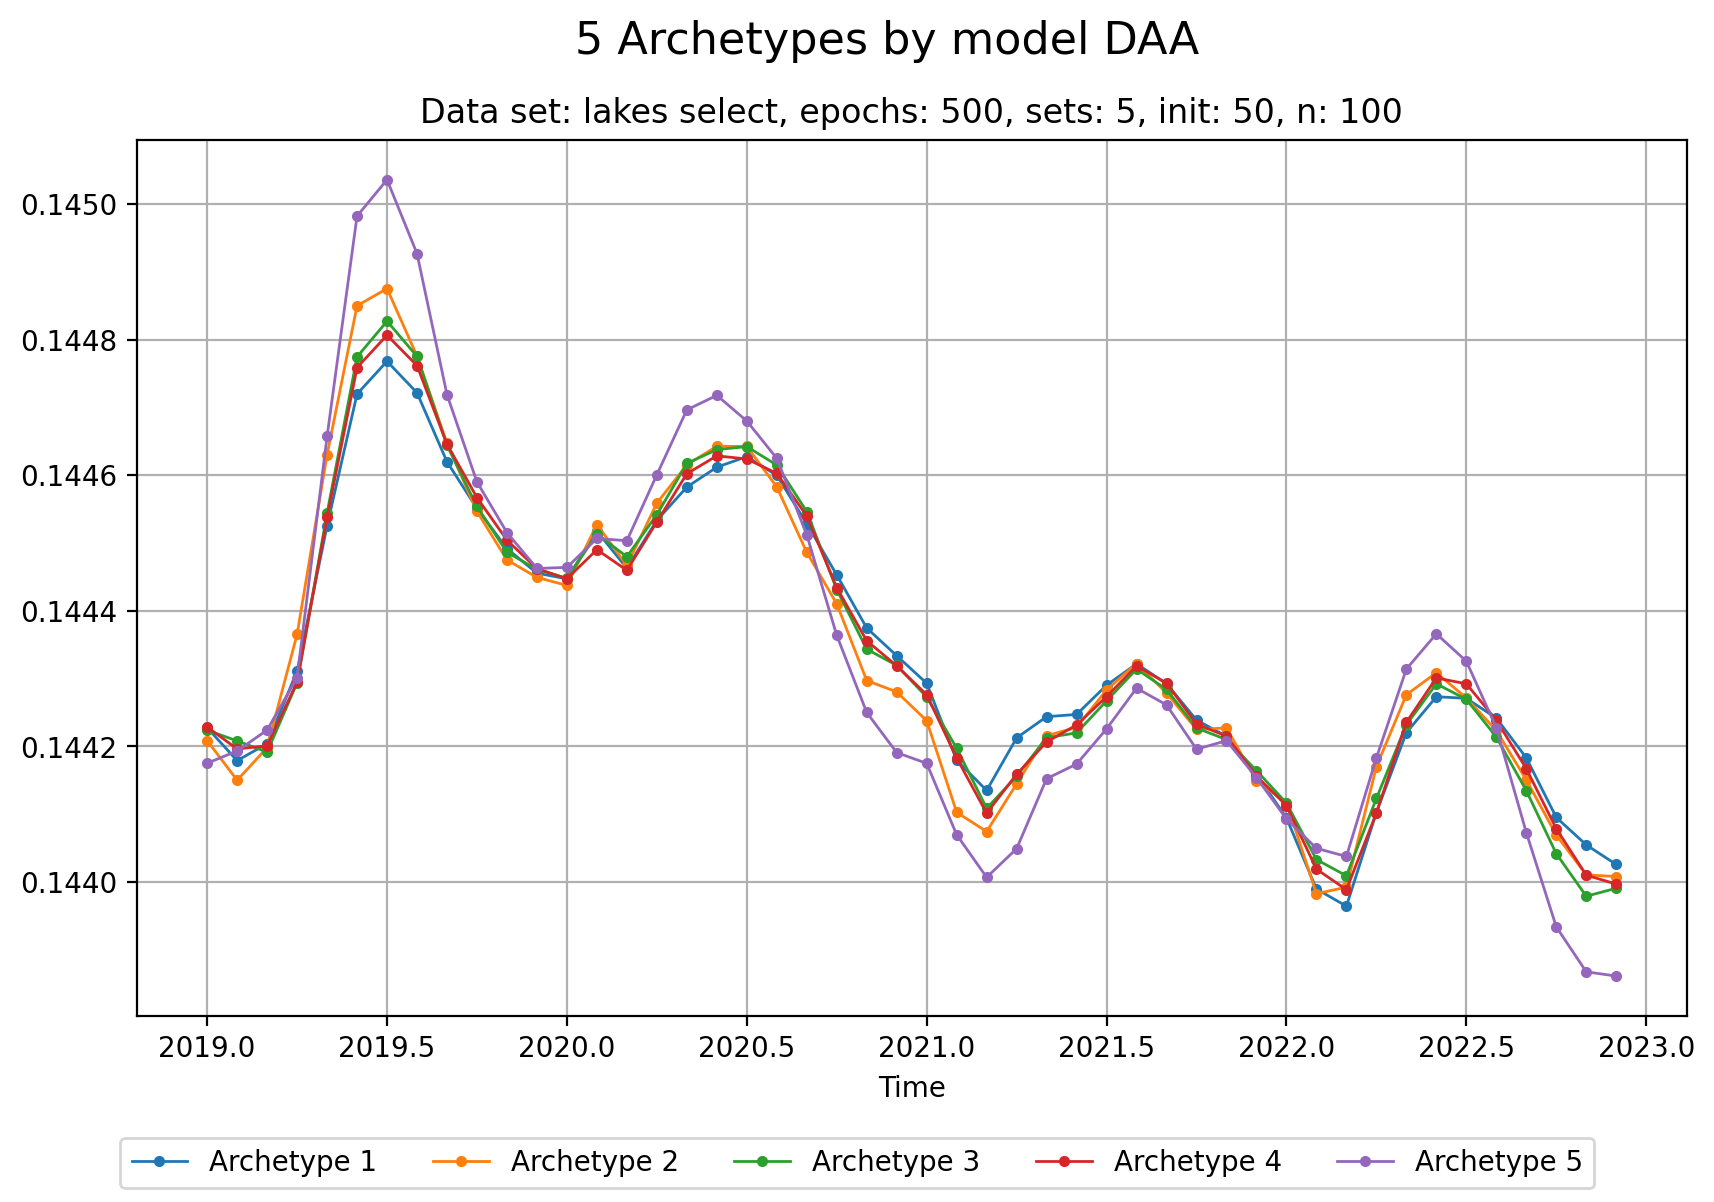 5 Archetypes by model DAA
Data set: lakes select, epochs: 500, sets: 5, init: 50, n: 100
0.1450
0.1448
0.1446
0.1444
0.1442
0.1440
2019.0 2019.5 2020.0 2020.5 2021.0 2021.5 2022.0 2022.5 2023.0
Time
Archetype 1 Archetype 2 Archetype 3 Archetype 4 Archetype 5